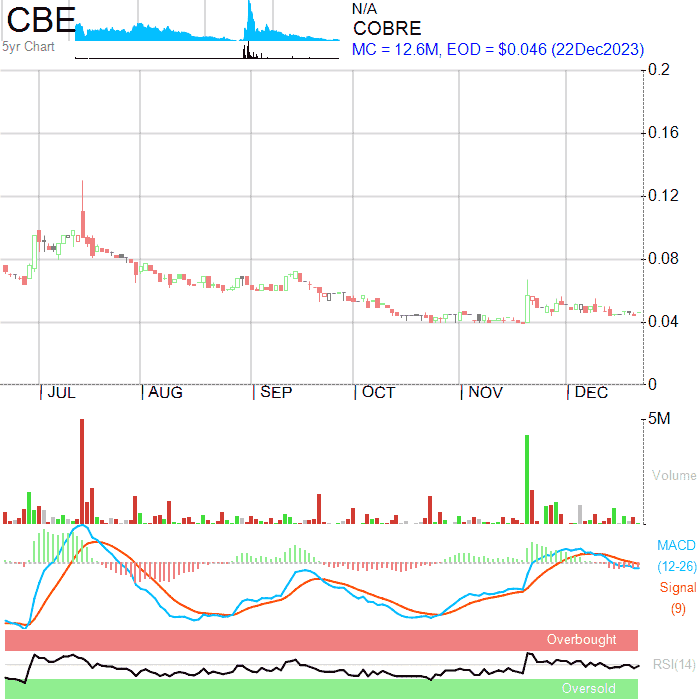 CBE
5yr Chart
N/A
COBRE
MC = 12.6M, EOD = $0.046 (22Dec2023)
0.2
0.16
0.12
0.08
0.04
0
JUL AUG SEP OCT NOV DEC
5M
Volume
MACD
(12-26)
Signal
(9)
Overbought
RSI(14)
Oversold